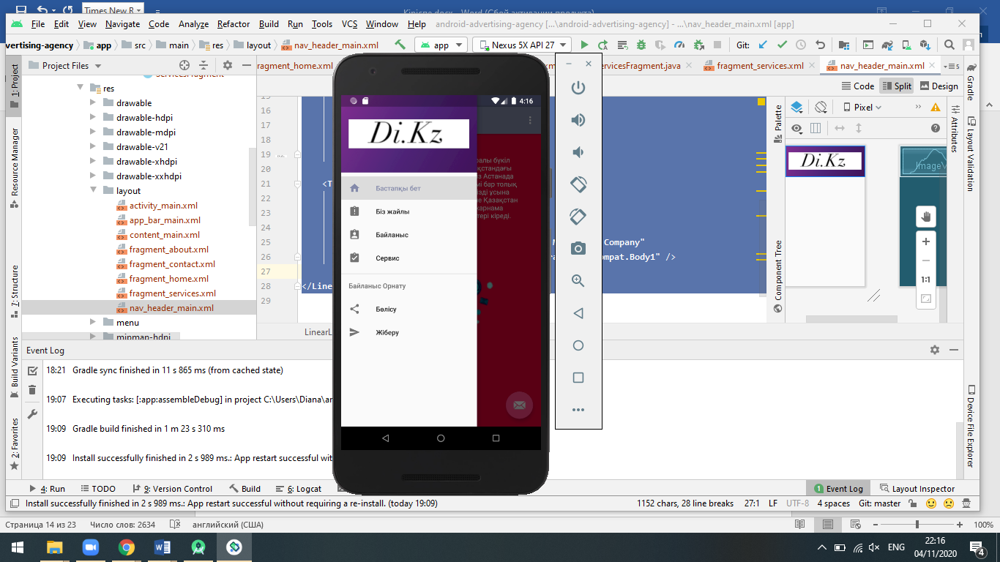 Times New R
Kipicne.docx - Word (Сбой активации продукта)
File Edit View Navigate Code Analyze Refactor Build Run Tools VCS Window Help android-advertising-agency [...\android-advertising-agency] - ...\nav_header_main.xml [app]
vertising-agency app src main res layout nav_header_main.xml app Nexus 5X API 27 Git:
Project Files
ragment_home.xml ervicesFragment.java fragment_services.xml nav_header_main.xml
Code Split Design
1: Project
Resource Manager
7: Structure
Build Variants
2: Favorites
res
drawable
drawable-hdpi
drawable-mdpi
drawable-v21
drawable-xhdpi
drawable-xxhdpi
layout
activity_main.xml
app_bar_main.xml
content_main.xml
fragment_about.xml
fragment_contact.xml
fragment_home.xml
fragment_services.xml
nav_header_main.xml
menu
mipmap-hdpi
15
16
17
18
19
20
21 <T
25 Company"
26 ompat.Body1" />
27
28 </Line
29
LinearL
4:16
Di.Kz
Бастапқы бет
Біз жайлы
Байланыс
Сервис
Байланыс Орнату
Бөлісу
Жіберу
ралы бүкіл
қстандағы
із Астанада
мі бар толық
ізді ұсына
не Қазақстан
жарнама
тері кіреді.
Palette
Component Tree
Pixel
Di.Kz
ImageV
1:1
Attributes
Gradle
Layout Validation
Device File Explorer
Event Log
18:21 Gradle sync finished in 11 s 865 ms (from cached state)
19:07 Executing tasks: [:app:assembleDebug] in project C:\Users\Diana\an
19:09 Gradle build finished in 1 m 23 s 310 ms
19:09 Install successfully finished in 2 s 989 ms.: App restart successful wit
4: Run TODO 9: Version Control Build 6: Logcat 1 Event Log Layout Inspector
Install successfully finished in 2 s 989 ms.: App restart successful without requiring a re-install. (today 19:09) 1152 chars, 28 line breaks 27:1 LF UTF-8 4 spaces Git: master
Страница 14 из 23 Число слов: 2634 английский (США) 100%
ENG 22:16
04/11/2020 4